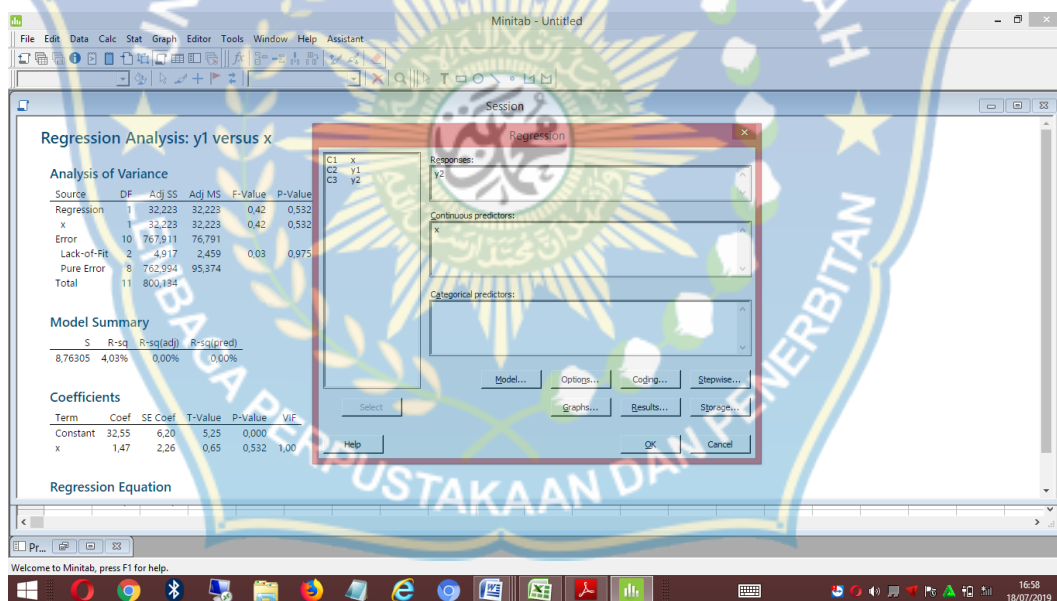 Minitab - Untitled
File Edit Data Calc Stat Graph Editor Tools Window Help Assistant
Session
Regression Analysis: y1 versus x
Analysis of Variance
Source DF Adj SS Adj MS F-Value P-Value
Regression 1 32,223 32,223 0,42 0,532
x 1 32,223 32,223 0,42 0,532
Error 10 767,911 76,791
Lack-of-Fit 2 4,917 2,459 0,03 0,975
Pure Error 8 762,994 95,374
Total 11 800,134
Model Summary
S R-sq R-sq(adj) R-sq(pred)
8,76305 4,03% 0,00% 0,00%
Coefficients
Term Coef SE Coef T-Value P-Value VIF
Constant 32,55 6,20 5,25 0,000
x 1,47 2,26 0,65 0,532 1,00
Regression Equation
Regression
C1 x
C2 y1
C3 y2
Responses:
y2
Continuous predictors:
x
Categorical predictors:
Model... Options... Coding... Stepwise...
Select Graphs... Results... Storage...
Help OK Cancel
LEMBAGA PERPUSTAKAAN DAN PENERBITAN
Pr...
Welcome to Minitab, press F1 for help.
16:58
18/07/2019